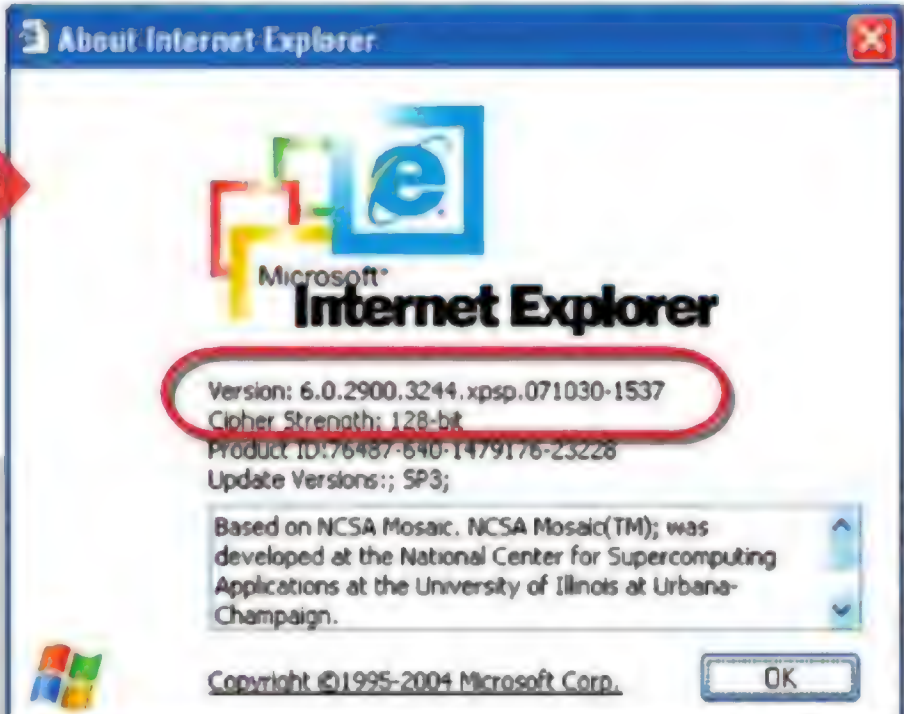 About Internet Explorer
Microsoft®
Internet Explorer
Version: 6.0.2900.3244.xpsp.071030-1537
Cipher Strength: 128-bit
Product ID:76487-640-1479176-23228
Update Versions:; SP3;
Based on NCSA Mosaic. NCSA Mosaic(TM); was
developed at the National Center for Supercomputing
Applications at the University of Illinois at Urbana-
Champaign.
Copyright ©1995-2004 Microsoft Corp.
OK